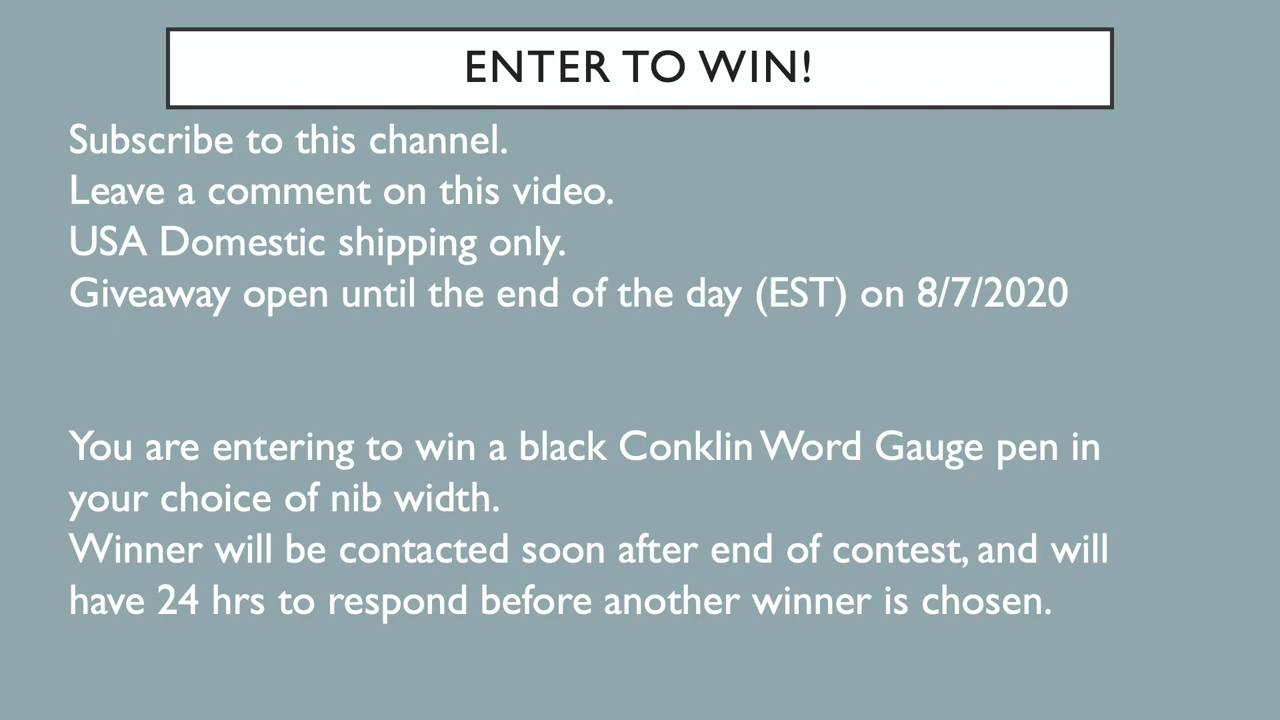 ENTER TO WIN!
Subscribe to this channel.
Leave a comment on this video.
USA Domestic shipping only.
Giveaway open until the end of the day (EST) on 8/7/2020
You are entering to win a black Conklin Word Gauge pen in
your choice of nib width.
Winner will be contacted soon after end of contest, and will
have 24 hrs to respond before another winner is chosen.